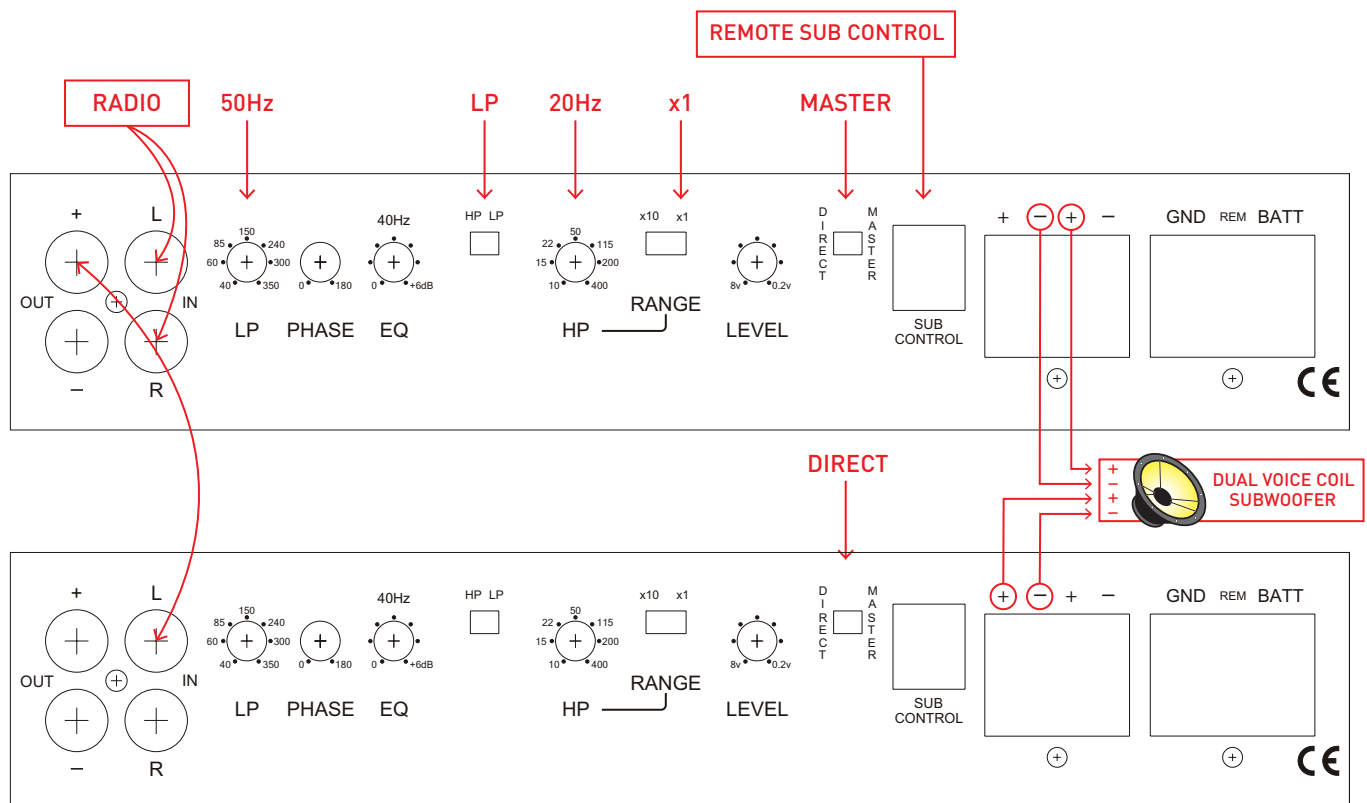 REMOTE SUB CONTROL
RADIO 50Hz LP 20Hz x1 MASTER
+ L 40Hz HP LP x10 x1 DIRECT MASTER + − + − GND REM BATT
150 50
85 240 22 115
60 300 15 200
40 350 0 180 0 +6dB 10 400 8v 0.2v
OUT IN
LP PHASE EQ HP RANGE LEVEL SUB CONTROL
− R CE
DIRECT
+
− DUAL VOICE COIL
+ SUBWOOFER
−
+ L 40Hz HP LP x10 x1 DIRECT MASTER + − + − GND REM BATT
150 50
85 240 22 115
60 300 15 200
40 350 0 180 0 +6dB 10 400 8v 0.2v
OUT IN
LP PHASE EQ HP RANGE LEVEL SUB CONTROL
− R CE